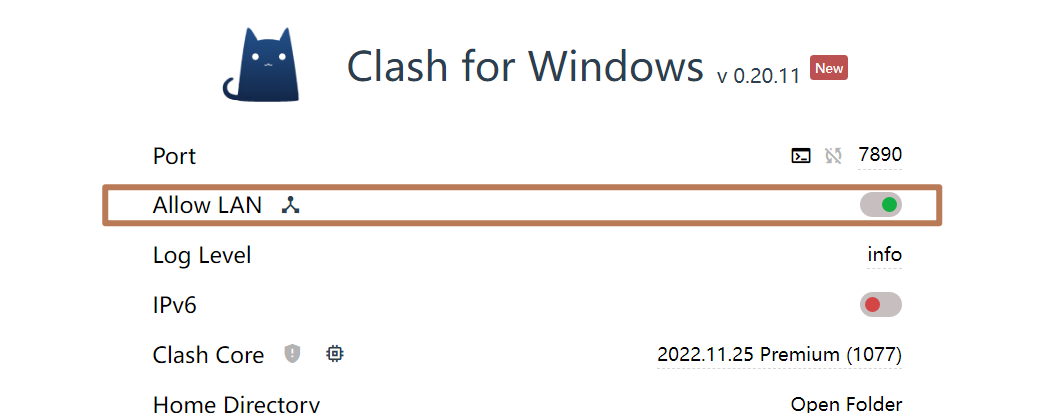 Clash for Windows v 0.20.11 New
Port 7890
Allow LAN
Log Level info
IPv6
Clash Core 2022.11.25 Premium (1077)
Home Directory Open Folder